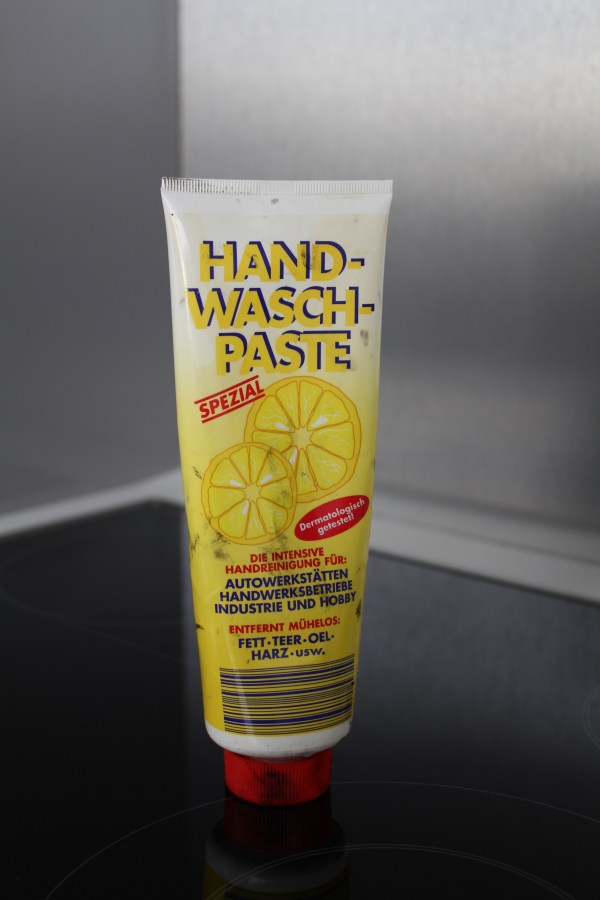 HAND-
WASCH-
PASTE
SPEZIAL
Dermatologisch
getestet!
DIE INTENSIVE
HANDREINIGUNG FÜR:
AUTOWERKSTÄTTEN
HANDWERKSBETRIEBE
INDUSTRIE UND HOBBY
ENTFERNT MÜHELOS:
FETT·TEER·OEL·
HARZ·USW.